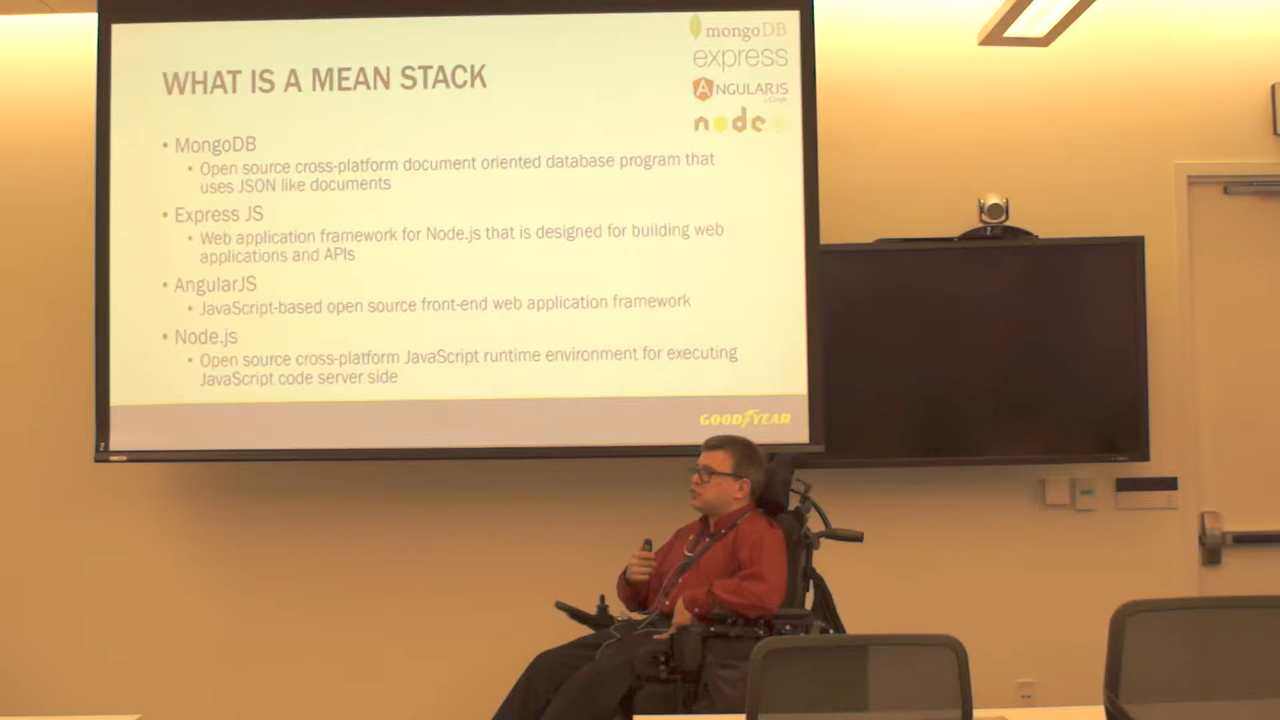 WHAT IS A MEAN STACK
mongoDB
express
ANGULARJS
by Google
node
• MongoDB
• Open source cross-platform document oriented database program that
uses JSON like documents
• Express JS
• Web application framework for Node.js that is designed for building web
applications and APIs
• AngularJS
• JavaScript-based open source front-end web application framework
• Node.js
• Open source cross-platform JavaScript runtime environment for executing
JavaScript code server side
GOODYEAR